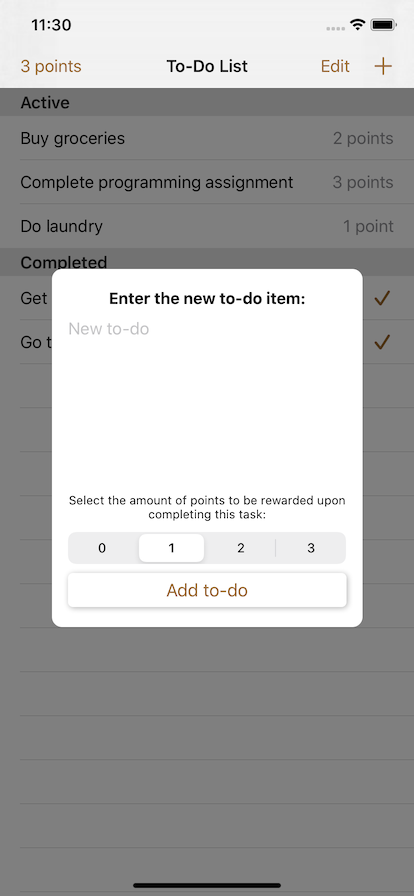 11:30
3 points To-Do List Edit
Active
Buy groceries 2 points
Complete programming assignment 3 points
Do laundry 1 point
Completed
Get
Enter the new to-do item:
New to-do
Go t
Select the amount of points to be rewarded upon
completing this task:
0 1 2 3
Add to-do